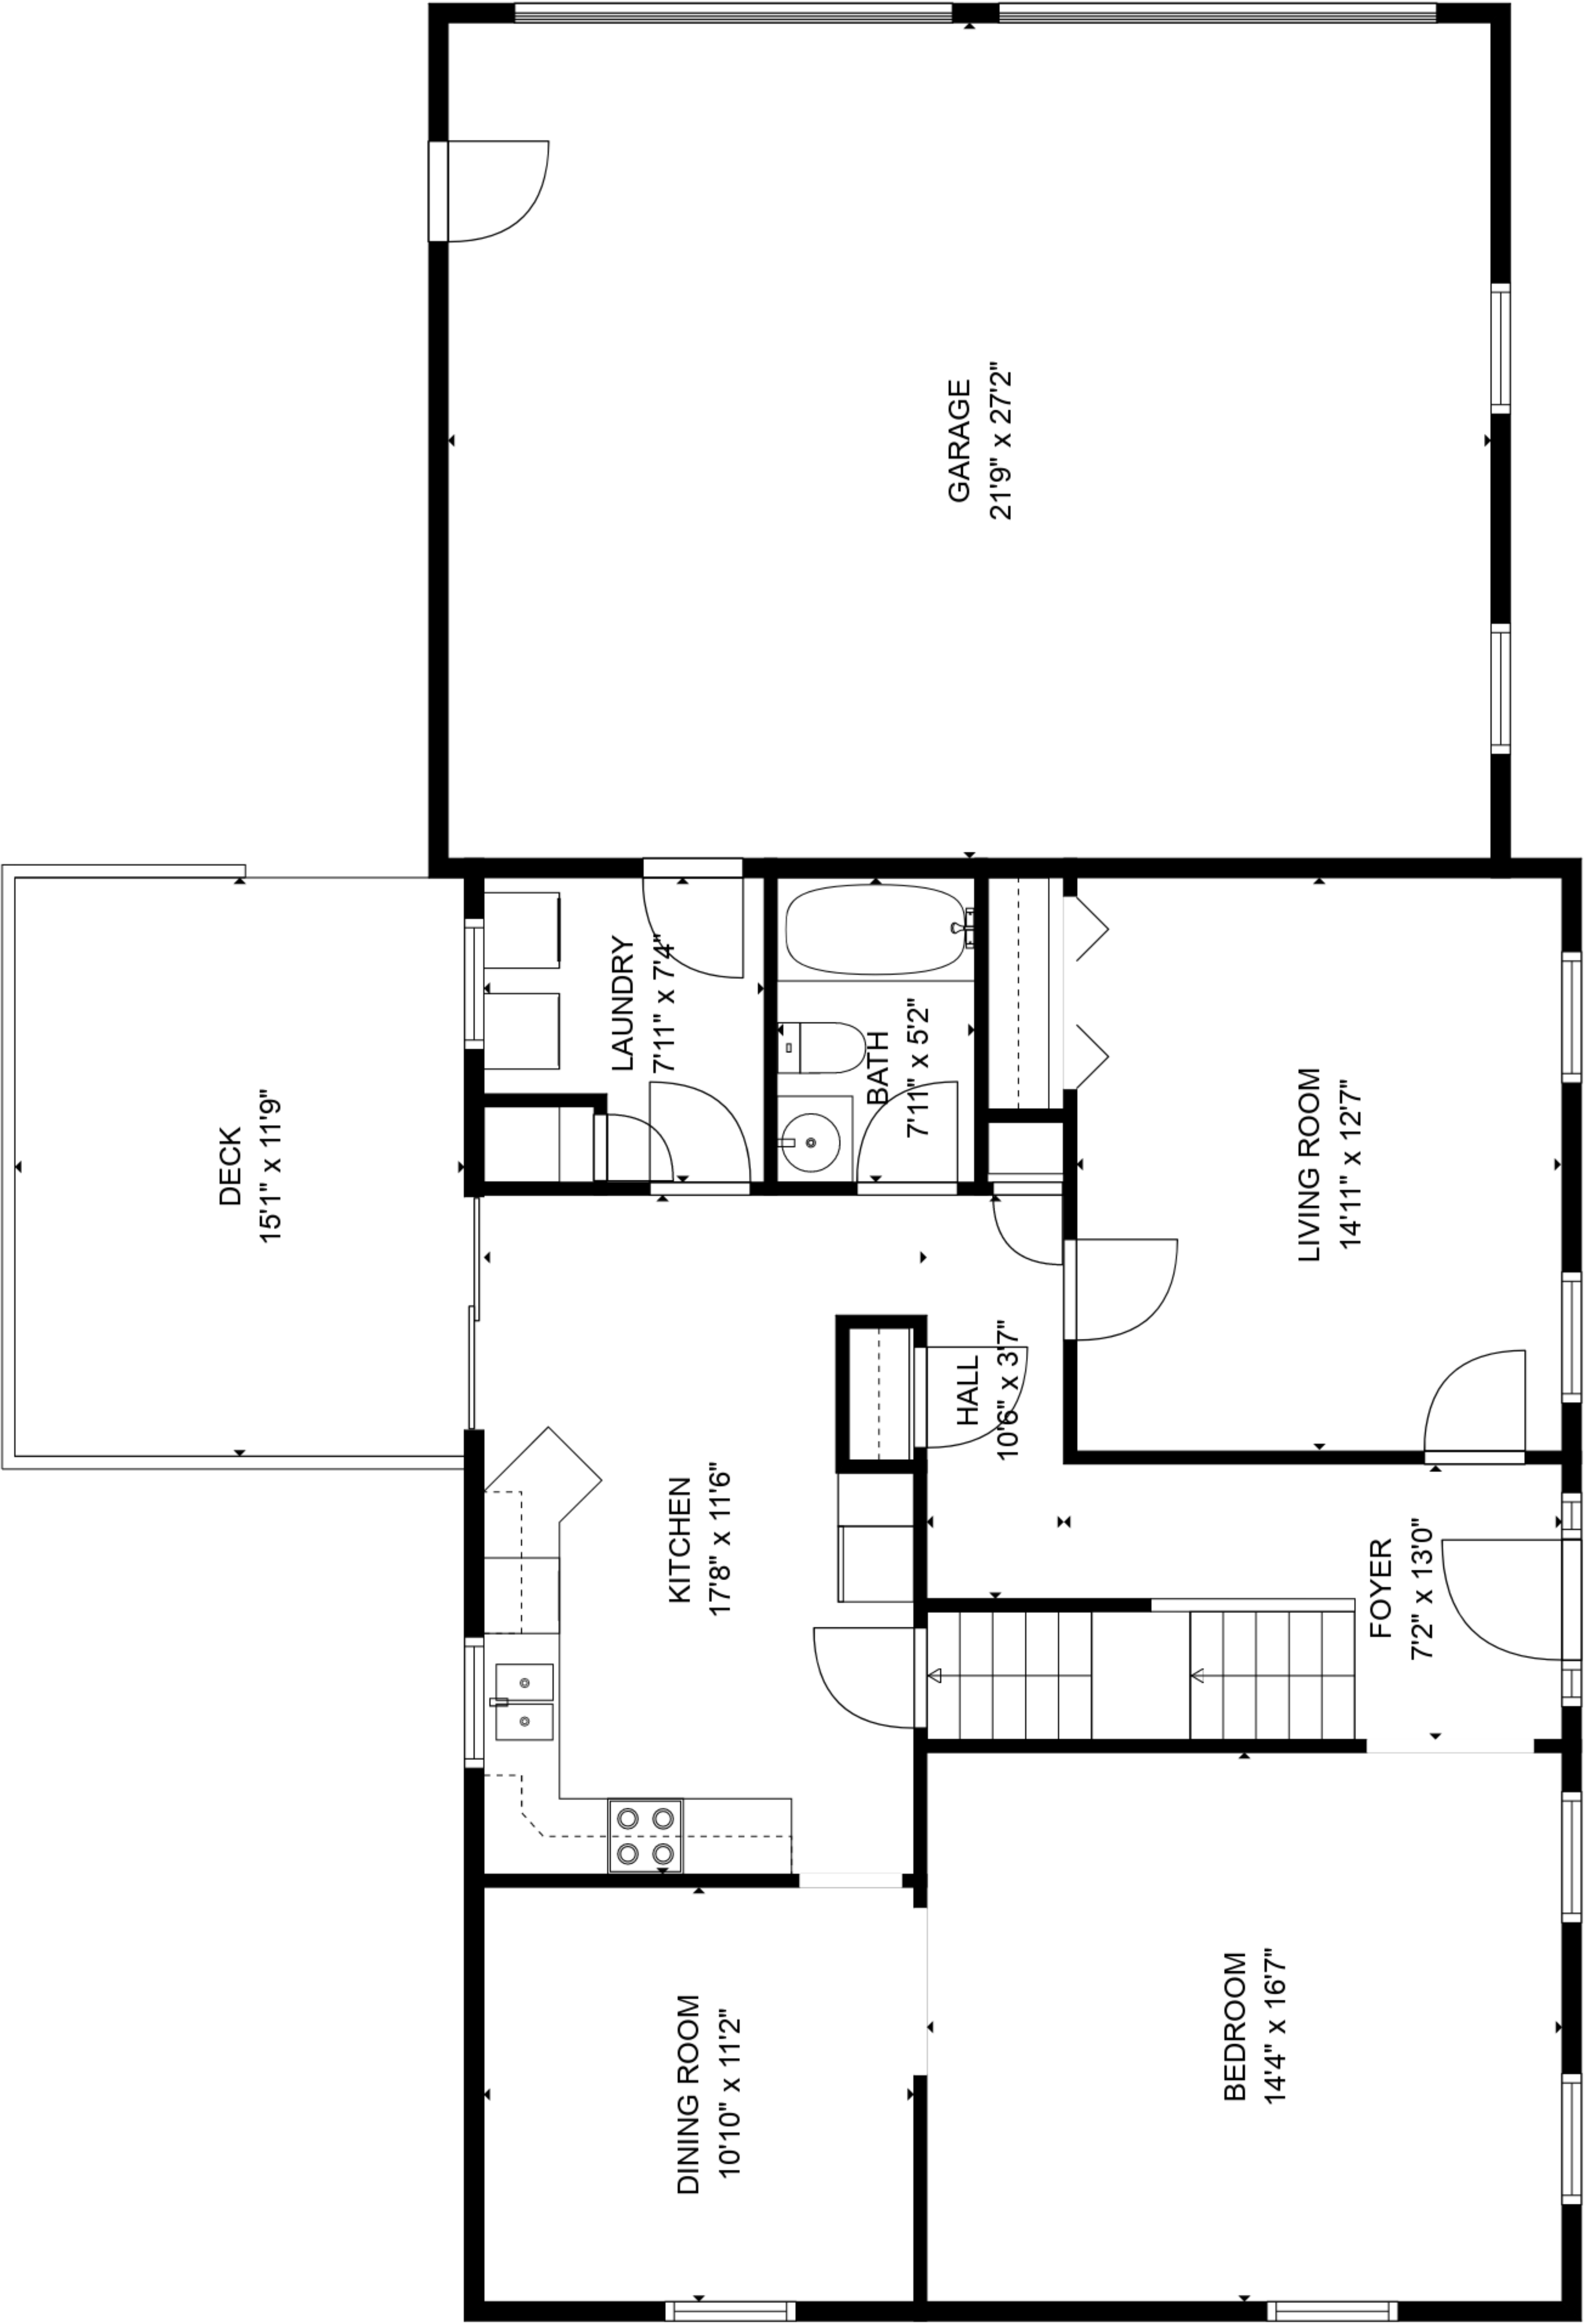 GARAGE
21'9" x 27'2"
DECK
15'1" x 11'9"
LAUNDRY
7'11" x 7'4"
BATH
7'11" x 5'2"
LIVING ROOM
14'11" x 12'7"
KITCHEN
17'8" x 11'6"
HALL
10'6" x 3'7"
FOYER
7'2" x 13'0"
DINING ROOM
10'10" x 11'2"
BEDROOM
14'4" x 16'7"